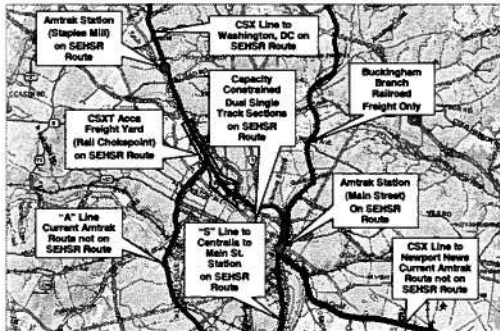 Amtrak Station
(Staples Mill)
on SEHSR
Route
CSX Line to
Washington, DC on
SEHSR Route
Capacity
Constrained
Dual Single
Track Sections
on SEHSR
Route
Buckingham
Branch
Railroad
Freight Only
CSXT Acca
Freight Yard
(Rail Chokepoint)
on SEHSR Route
Amtrak Station
(Main Street)
On SEHSR
Route
"A" Line
Current Amtrak
Route not on
SEHSR Route
"S" Line to
Centralia to
Main St.
Station
on SEHSR
Route
CSX Line to
Newport News
Current Amtrak
Route not on
SEHSR Route